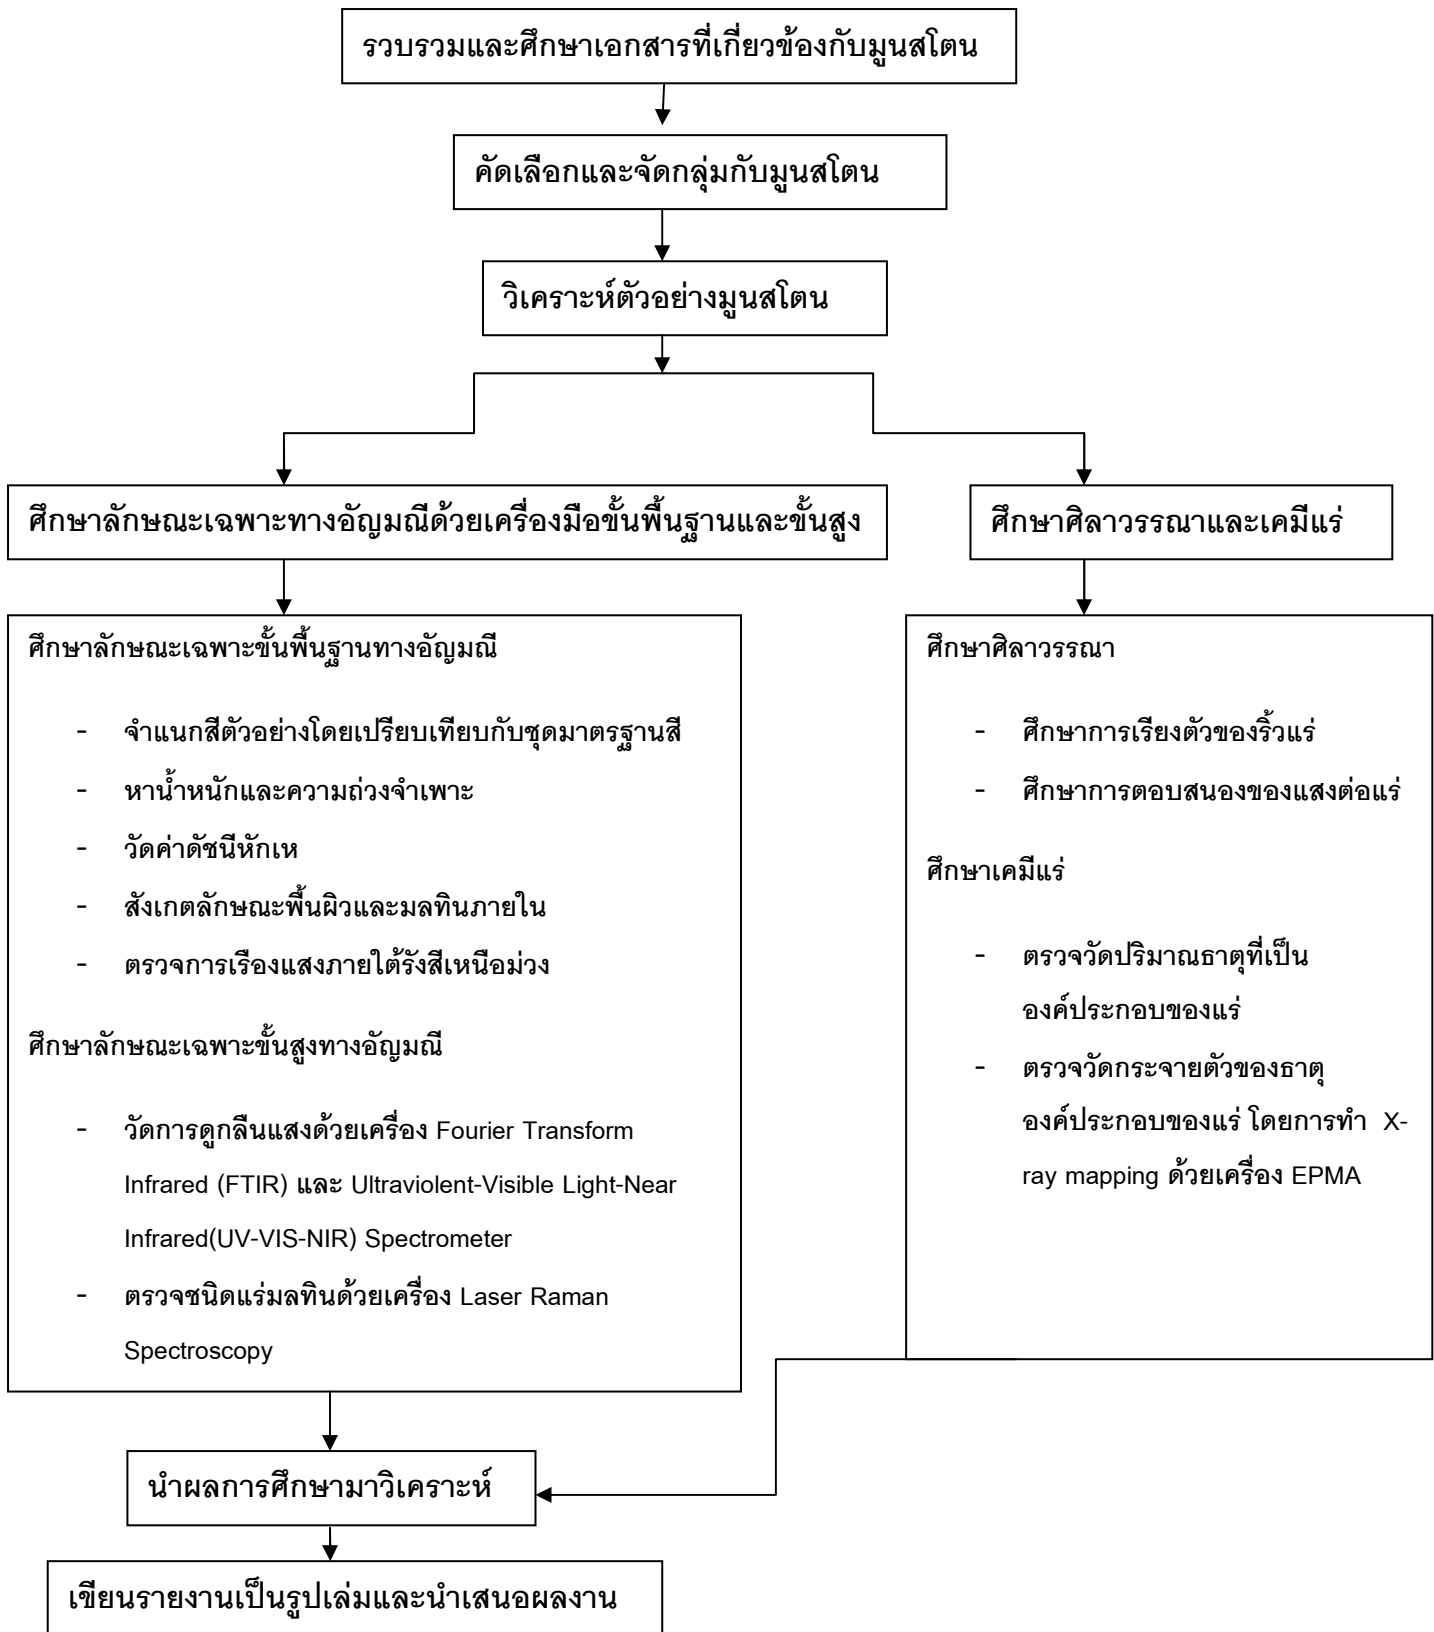 รวบรวมและศึกษาเอกสารที่เกี่ยวข้องกับมูนสโตน
คัดเลือกและจัดกลุ่มกับมูนสโตน
วิเคราะห์ตัวอย่างมูนสโตน
ศึกษาลักษณะเฉพาะทางอัญมณีด้วยเครื่องมือขั้นพื้นฐานและขั้นสูง
ศึกษาศิลาวรรณาและเคมีแร่
ศึกษาลักษณะเฉพาะขั้นพื้นฐานทางอัญมณี
- จำแนกสีตัวอย่างโดยเปรียบเทียบกับชุดมาตรฐานสี
- หาน้ำหนักและความถ่วงจำเพาะ
- วัดค่าดัชนีหักเห
- สังเกตลักษณะพื้นผิวและมลทินภายใน
- ตรวจการเรืองแสงภายใต้รังสีเหนือม่วง
ศึกษาลักษณะเฉพาะขั้นสูงทางอัญมณี
- วัดการดูกลืนแสงด้วยเครื่อง Fourier Transform
Infrared (FTIR) และ Ultraviolent-Visible Light-Near
Infrared(UV-VIS-NIR) Spectrometer
- ตรวจชนิดแร่มลทินด้วยเครื่อง Laser Raman
Spectroscopy
ศึกษาศิลาวรรณา
- ศึกษาการเรียงตัวของริ้วแร่
- ศึกษาการตอบสนองของแสงต่อแร่
ศึกษาเคมีแร่
- ตรวจวัดปริมาณธาตุที่เป็น
องค์ประกอบของแร่
- ตรวจวัดกระจายตัวของธาตุ
องค์ประกอบของแร่ โดยการทำ X-
ray mapping ด้วยเครื่อง EPMA
นำผลการศึกษามาวิเคราะห์
เขียนรายงานเป็นรูปเล่มและนำเสนอผลงาน